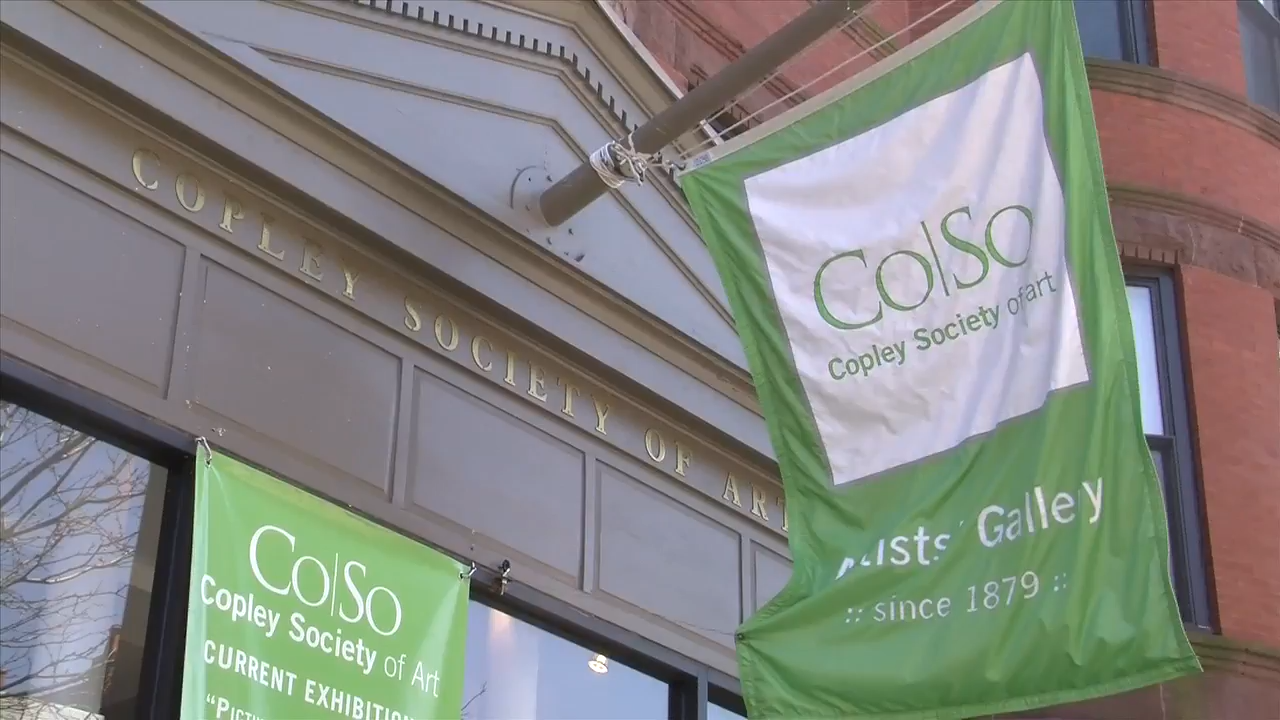 COPLEY SOCIETY OF ART
Co|So
Copley Society of art
Gallery
:: since 1879 ::
Co|So
Copley Society of Art
CURRENT